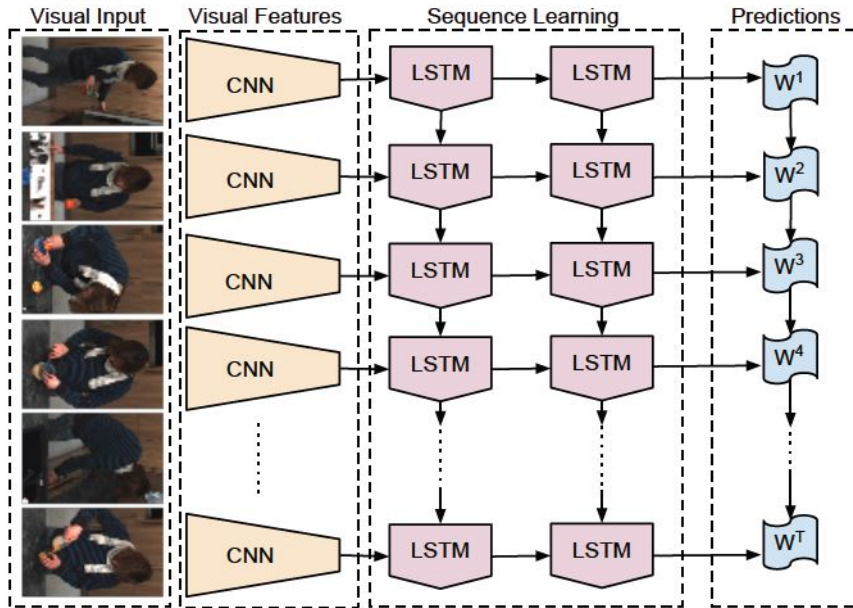 Visual Input Visual Features Sequence Learning Predictions
CNN LSTM LSTM W¹
CNN LSTM LSTM W²
CNN LSTM LSTM W³
CNN LSTM LSTM W⁴
CNN LSTM LSTM Wᵀ